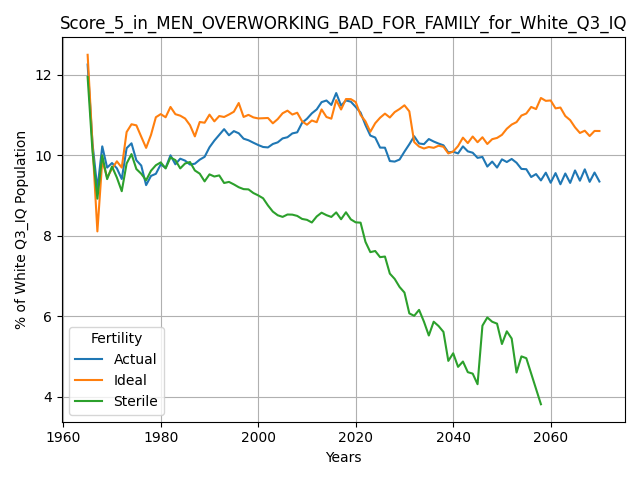 Score_5_in_MEN_OVERWORKING_BAD_FOR_FAMILY_for_White_Q3_IQ
% of White Q3_IQ Population
12
10
8
6
4
Fertility
Actual
Ideal
Sterile
1960
1980
2000
2020
2040
2060
Years